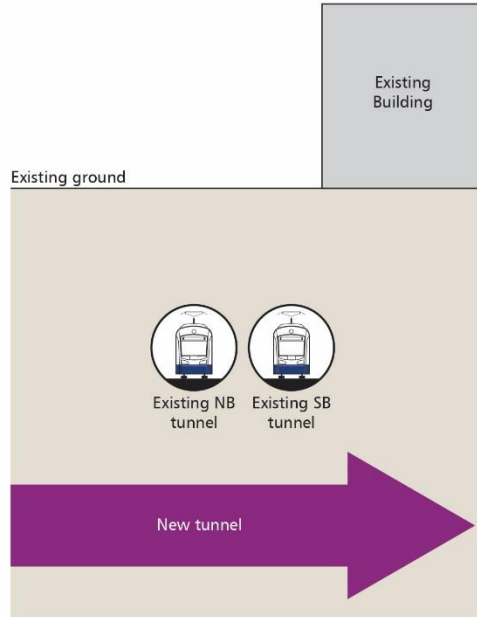 Existing
Building
Existing ground
Existing NB
tunnel
Existing SB
tunnel
New tunnel